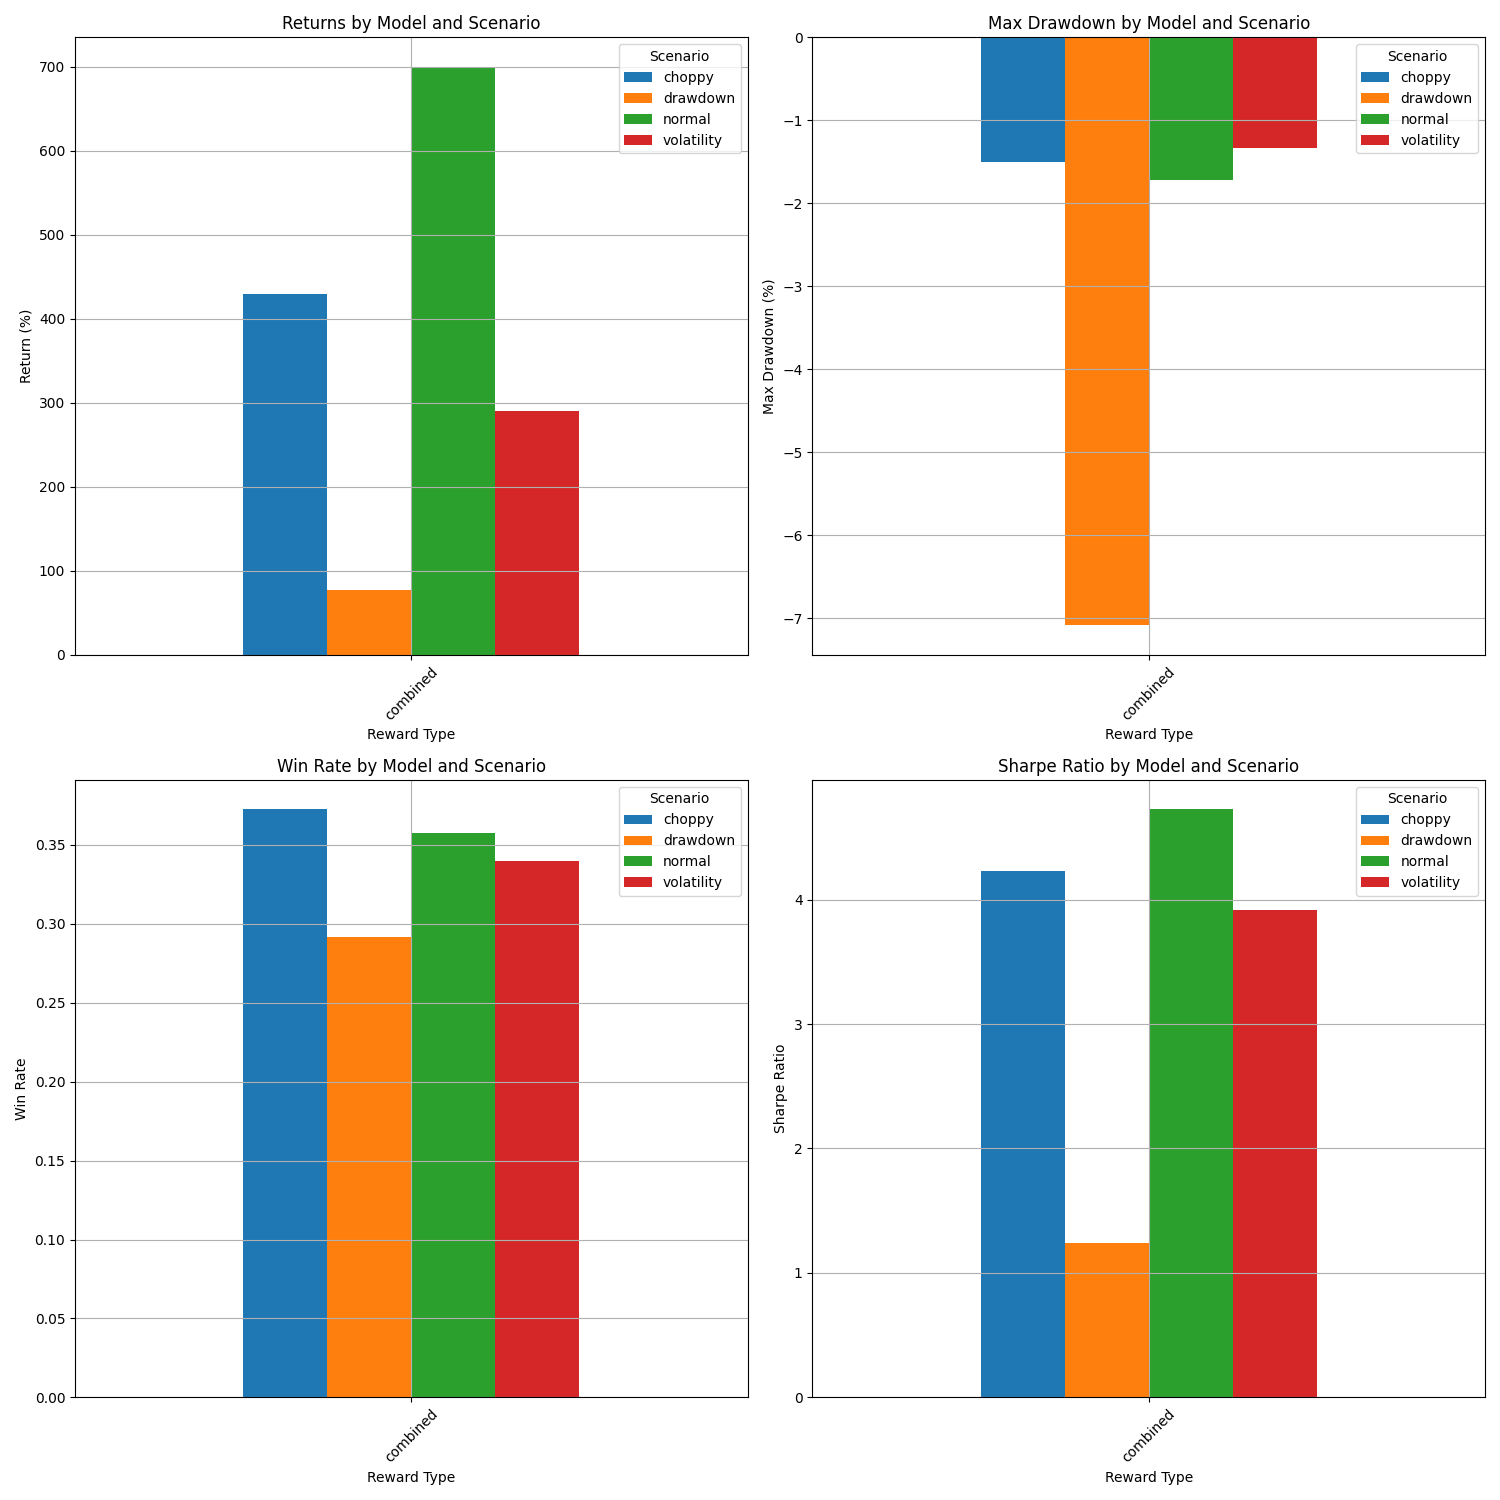 Returns by Model and Scenario
Return (%)
700
600
500
400
300
200
100
0
Scenario
choppy
drawdown
normal
volatility
combined
Reward Type
Max Drawdown by Model and Scenario
Max Drawdown (%)
0
−1
−2
−3
−4
−5
−6
−7
Scenario
choppy
drawdown
normal
volatility
combined
Reward Type
Win Rate by Model and Scenario
Win Rate
0.35
0.30
0.25
0.20
0.15
0.10
0.05
0.00
Scenario
choppy
drawdown
normal
volatility
combined
Reward Type
Sharpe Ratio by Model and Scenario
Sharpe Ratio
4
3
2
1
0
Scenario
choppy
drawdown
normal
volatility
combined
Reward Type